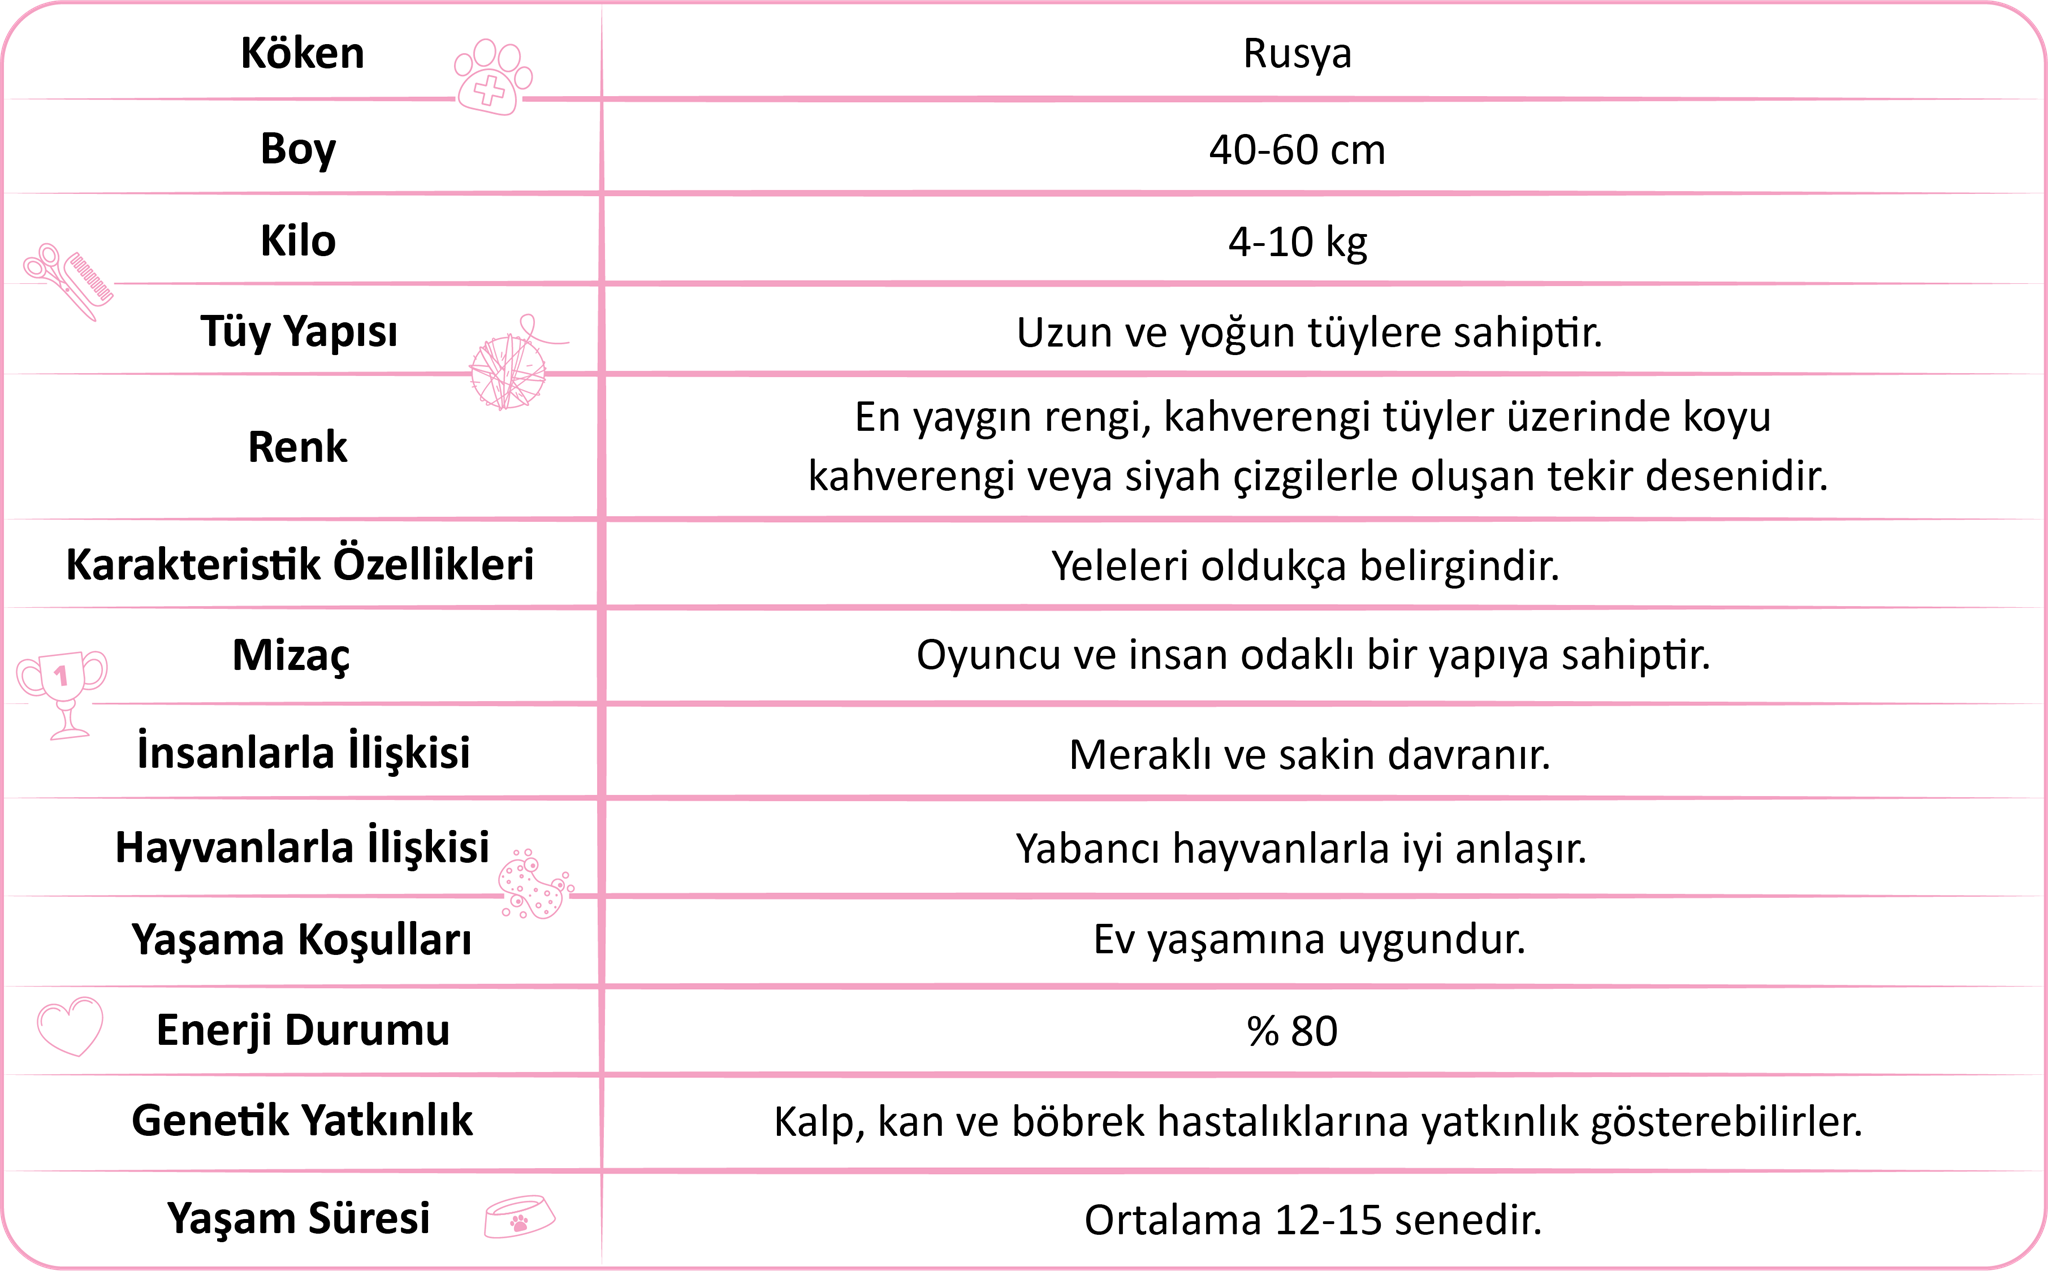 Köken
Rusya
Boy
40-60 cm
Kilo
4-10 kg
Tüy Yapısı
Uzun ve yoğun tüylere sahiptir.
Renk
En yaygın rengi, kahverengi tüyler üzerinde koyu
kahverengi veya siyah çizgilerle oluşan tekir desenidir.
Karakteristik Özellikleri
Yeleleri oldukça belirgindir.
Mizaç
Oyuncu ve insan odaklı bir yapıya sahiptir.
1
İnsanlarla İlişkisi
Meraklı ve sakin davranır.
Hayvanlarla İlişkisi
Yabancı hayvanlarla iyi anlaşır.
Yaşama Koşulları
Ev yaşamına uygundur.
Enerji Durumu
% 80
Genetik Yatkınlık
Kalp, kan ve böbrek hastalıklarına yatkınlık gösterebilirler.
Yaşam Süresi
Ortalama 12-15 senedir.